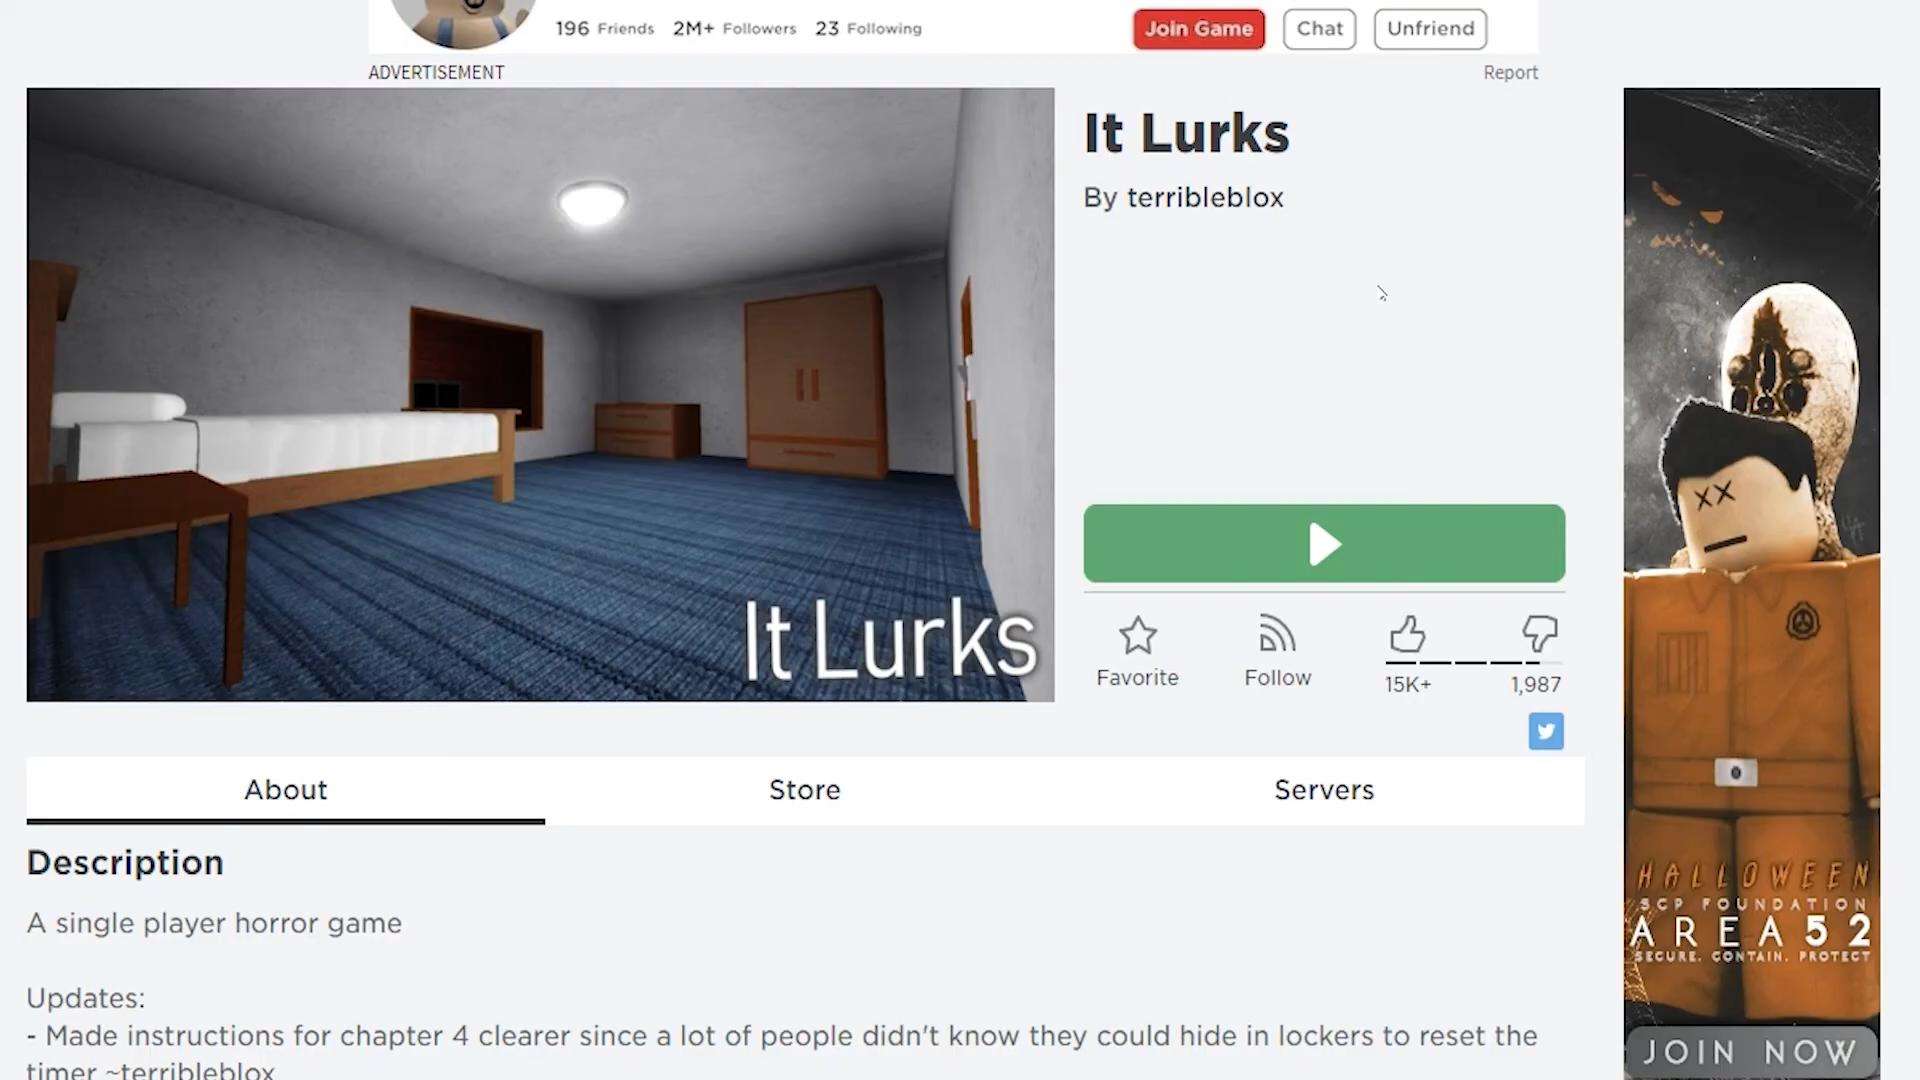 196 Friends 2M+ Followers 23 Following
Join Game Chat Unfriend
ADVERTISEMENT
Report
It Lurks
By terribleblox
It Lurks
Favorite Follow 15K+ 1,987
About Store Servers
Description
A single player horror game
Updates:
- Made instructions for chapter 4 clearer since a lot of people didn't know they could hide in lockers to reset the
timer ~terribleblox
HALLOWEEN
SCP FOUNDATION
AREA 52
SECURE. CONTAIN. PROTECT
JOIN NOW